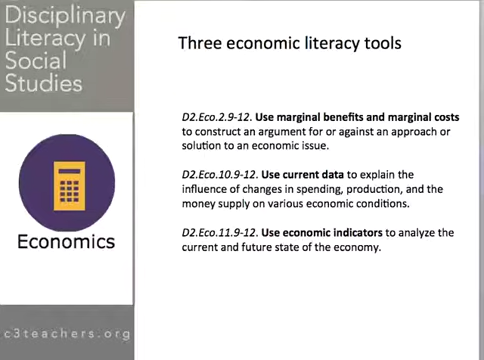 Disciplinary
Literacy in
Social
Studies
Three economic literacy tools
D2.Eco.2.9-12. Use marginal benefits and marginal costs
to construct an argument for or against an approach or
solution to an economic issue.
D2.Eco.10.9-12. Use current data to explain the
influence of changes in spending, production, and the
money supply on various economic conditions.
D2.Eco.11.9-12. Use economic indicators to analyze the
current and future state of the economy.
Economics
c3teachers.org